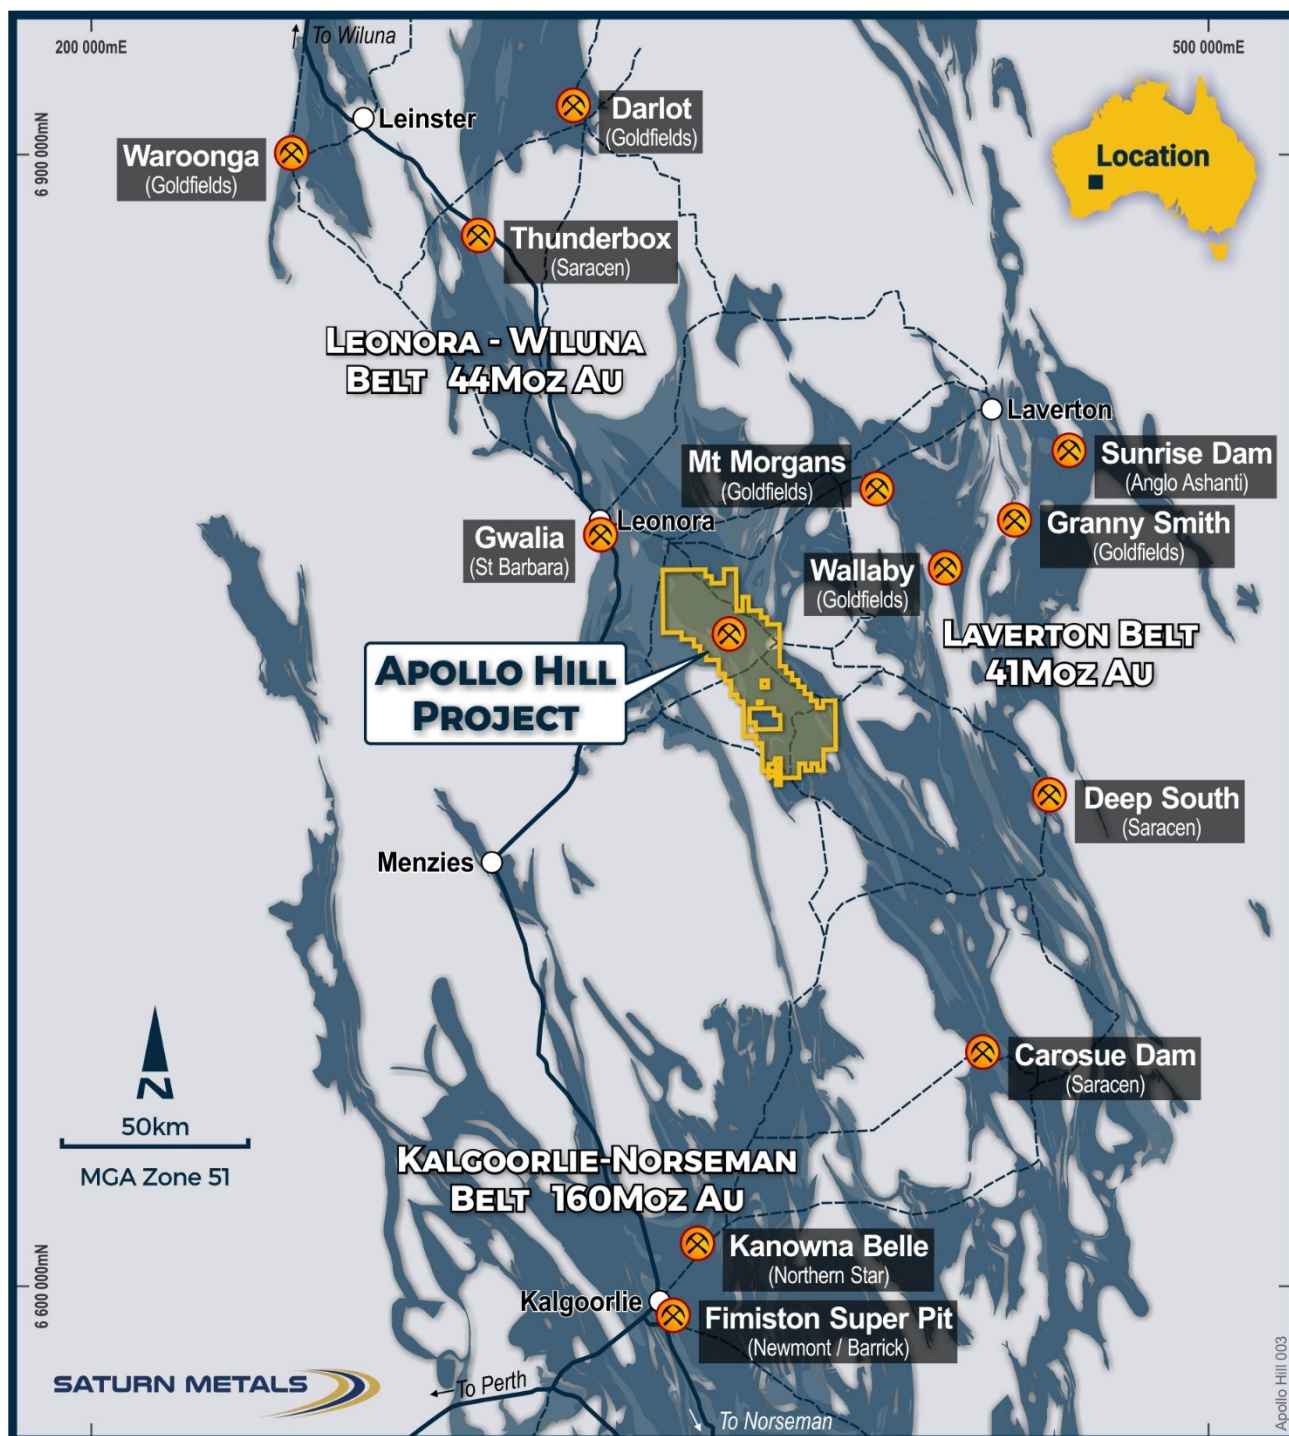 200 000mE
500 000mE
To Wiluna
Leinster
Darlot
(Goldfields)
Waroonga
(Goldfields)
6 900 000mN
Location
Thunderbox
(Saracen)
LEONORA - WILUNA
BELT 44MOZ AU
Laverton
Mt Morgans
(Goldfields)
Sunrise Dam
(Anglo Ashanti)
Leonora
Gwalia
(St Barbara)
Granny Smith
(Goldfields)
Wallaby
(Goldfields)
LAVERTON BELT
41MOZ AU
APOLLO HILL
PROJECT
Deep South
(Saracen)
Menzies
N
50km
MGA Zone 51
Carosue Dam
(Saracen)
KALGOORLIE-NORSEMAN
BELT 160MOZ AU
Kanowna Belle
(Northern Star)
6 600 000mN
Kalgoorlie
Fimiston Super Pit
(Newmont / Barrick)
SATURN METALS
To Perth
To Norseman
Apollo Hill 003